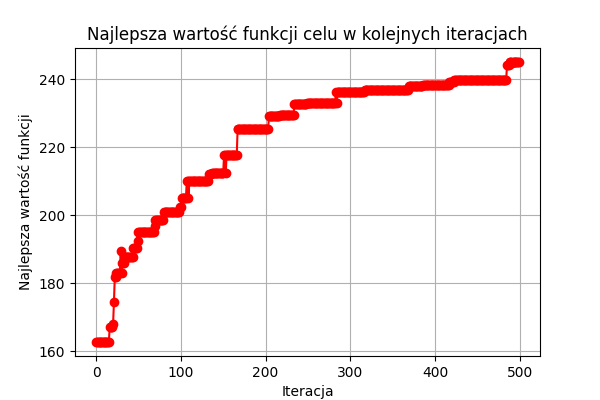 Najlepsza wartość funkcji celu w kolejnych iteracjach
Najlepsza wartość funkcji
240
220
200
180
160
0 100 200 300 400 500
Iteracja